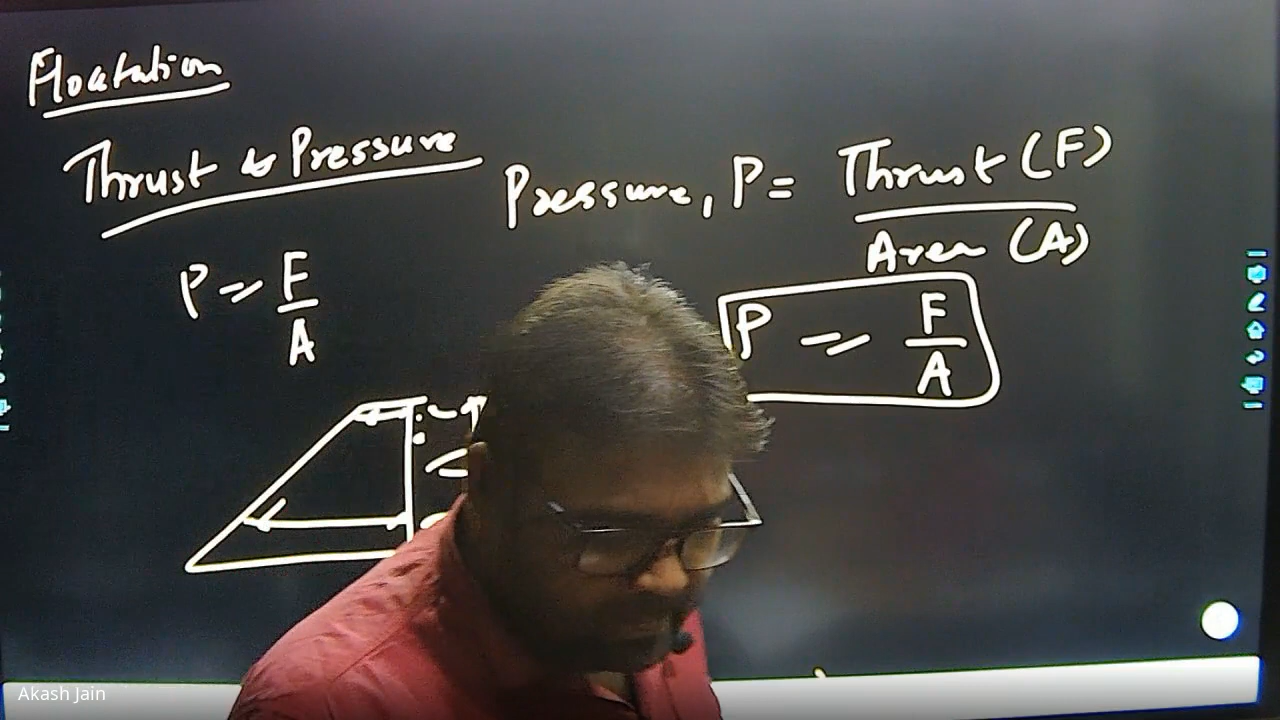 Floatation
Thrust & Pressure
Pressure, P = Thrust (F)
Area (A)
P = F
A
P = F
A
Akash Jain